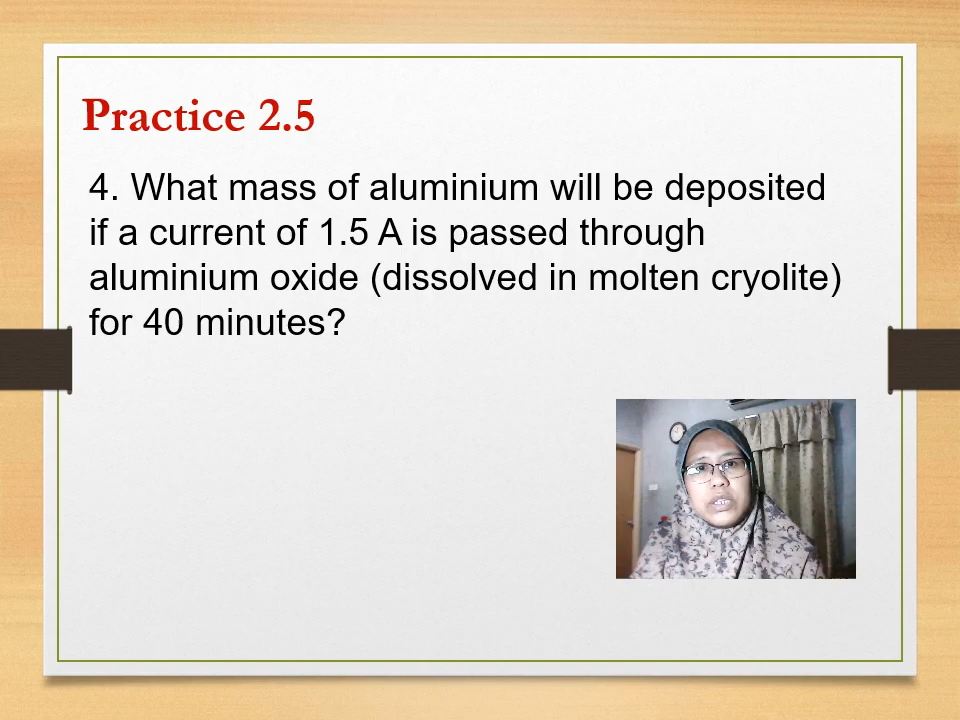 Practice 2.5
4. What mass of aluminium will be deposited
if a current of 1.5 A is passed through
aluminium oxide (dissolved in molten cryolite)
for 40 minutes?